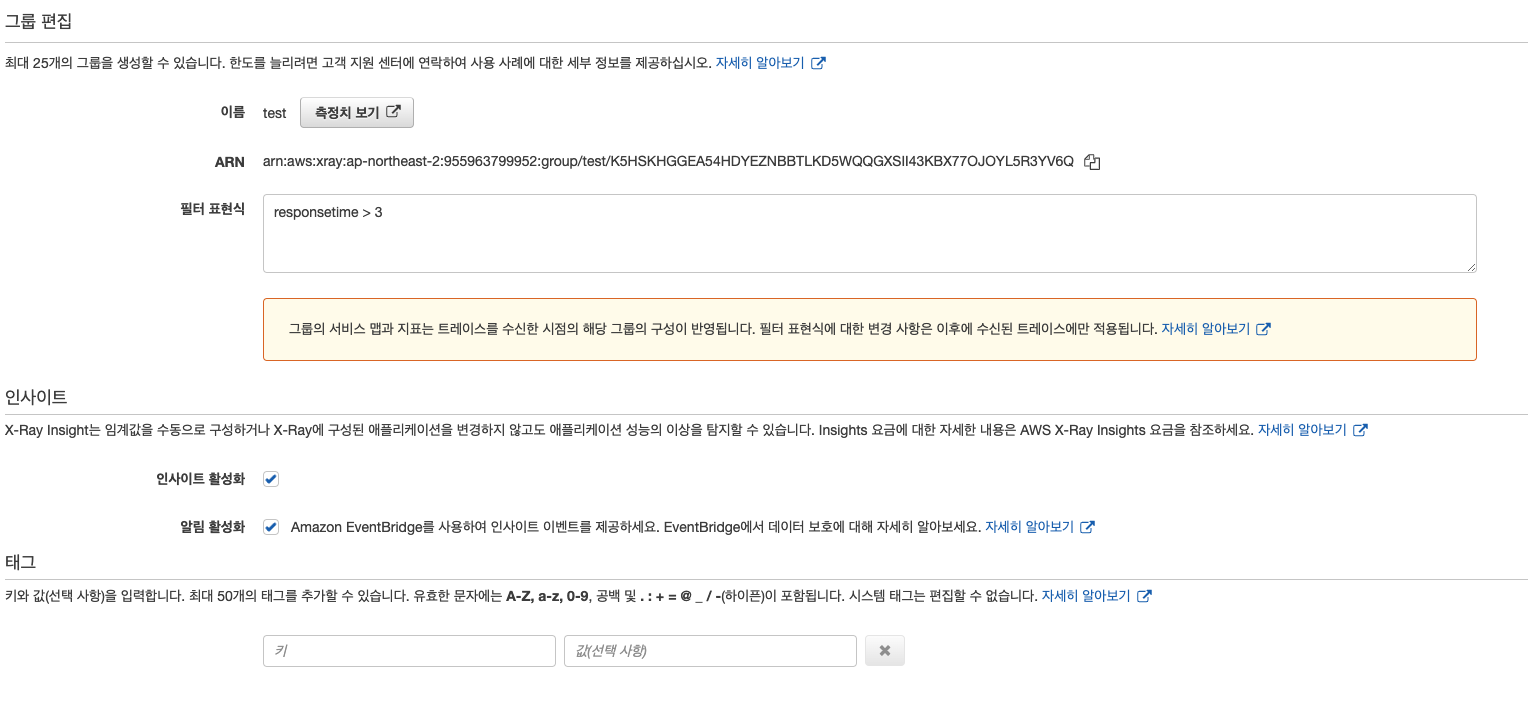 그룹 편집
최대 25개의 그룹을 생성할 수 있습니다. 한도를 늘리려면 고객 지원 센터에 연락하여 사용 사례에 대한 세부 정보를 제공하십시오. 자세히 알아보기
이름 test 측정치 보기
ARN arn:aws:xray:ap-northeast-2:955963799952:group/test/K5HSKHGGEA54HDYEZNBBTLKD5WQQGXSII43KBX77OJOYL5R3YV6Q
필터 표현식 responsetime > 3
그룹의 서비스 맵과 지표는 트레이스를 수신한 시점의 해당 그룹의 구성이 반영됩니다. 필터 표현식에 대한 변경 사항은 이후에 수신된 트레이스에만 적용됩니다. 자세히 알아보기
인사이트
X-Ray Insight는 임계값을 수동으로 구성하거나 X-Ray에 구성된 애플리케이션을 변경하지 않고도 애플리케이션 성능의 이상을 탐지할 수 있습니다. Insights 요금에 대한 자세한 내용은 AWS X-Ray Insights 요금을 참조하세요. 자세히 알아보기
인사이트 활성화
알림 활성화 Amazon EventBridge를 사용하여 인사이트 이벤트를 제공하세요. EventBridge에서 데이터 보호에 대해 자세히 알아보세요. 자세히 알아보기
태그
키와 값(선택 사항)을 입력합니다. 최대 50개의 태그를 추가할 수 있습니다. 유효한 문자에는 A-Z, a-z, 0-9, 공백 및 . : + = @ _ / -(하이픈)이 포함됩니다. 시스템 태그는 편집할 수 없습니다. 자세히 알아보기
키 값(선택 사항)